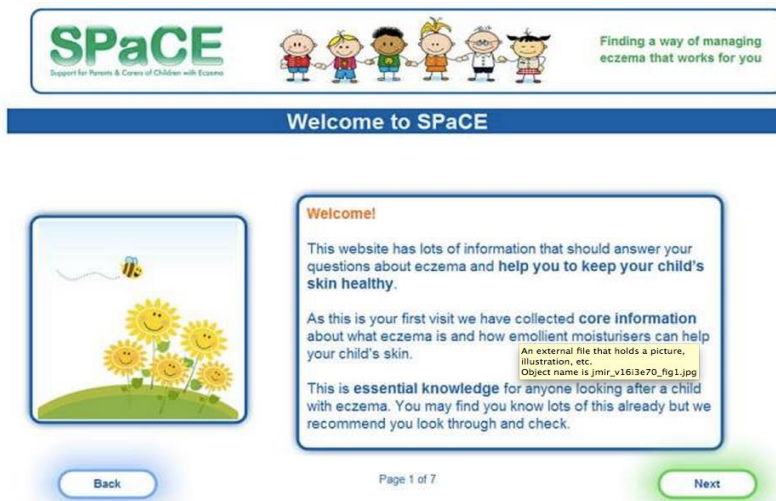 SPaCE
Support for Parents & Carers of Children with Eczema
Finding a way of managing
eczema that works for you
Welcome to SPaCE
Welcome!
This website has lots of information that should answer your
questions about eczema and help you to keep your child's
skin healthy.
As this is your first visit we have collected core information
about what eczema is and how emollient moisturisers can help
your child's skin.
An external file that holds a picture,
illustration, etc.
Object name is jmir_v16i3e70_fig1.jpg
This is essential knowledge for anyone looking after a child
with eczema. You may find you know lots of this already but we
recommend you look through and check.
Back
Page 1 of 7
Next